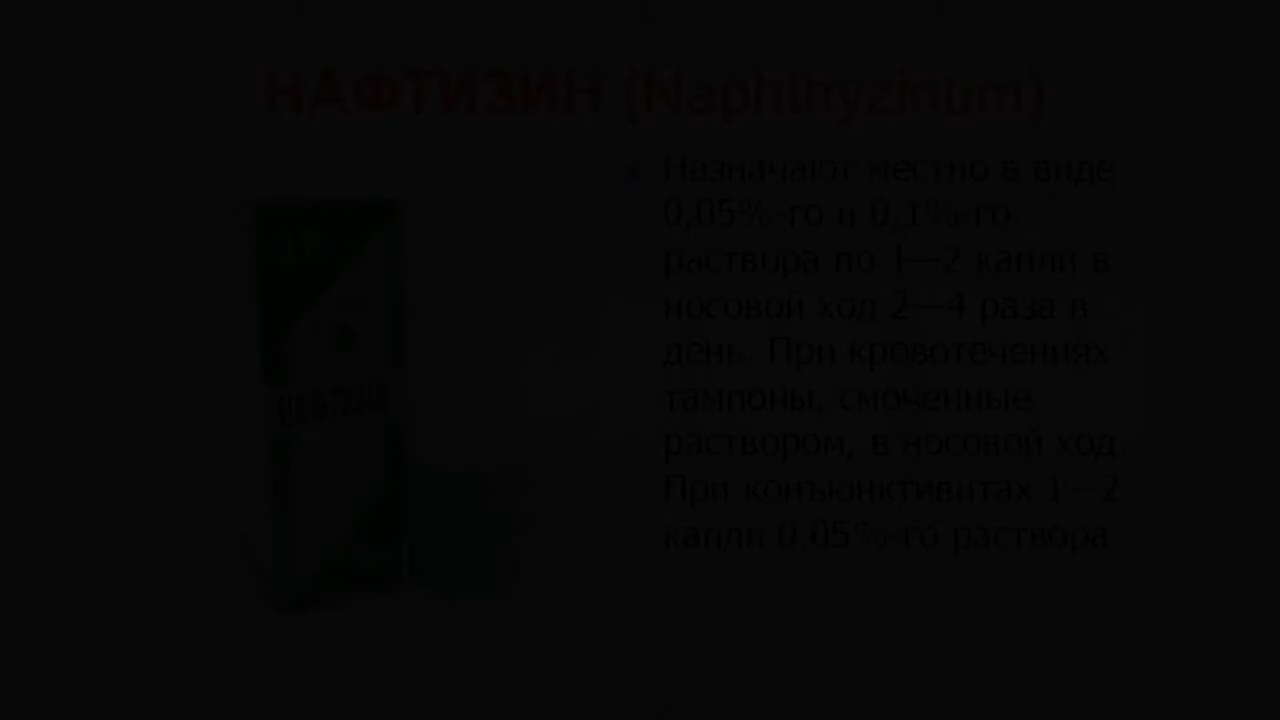 НАФТИЗИН (Naphthyzinum)
Назначают местно в виде
0,05%-го и 0,1%-го
раствора по 1—2 капли в
носовой ход 2—4 раза в
день. При кровотечениях
тампоны, смоченные
раствором, в носовой ход.
При конъюнктивитах 1—2
капли 0,05%-го раствора.